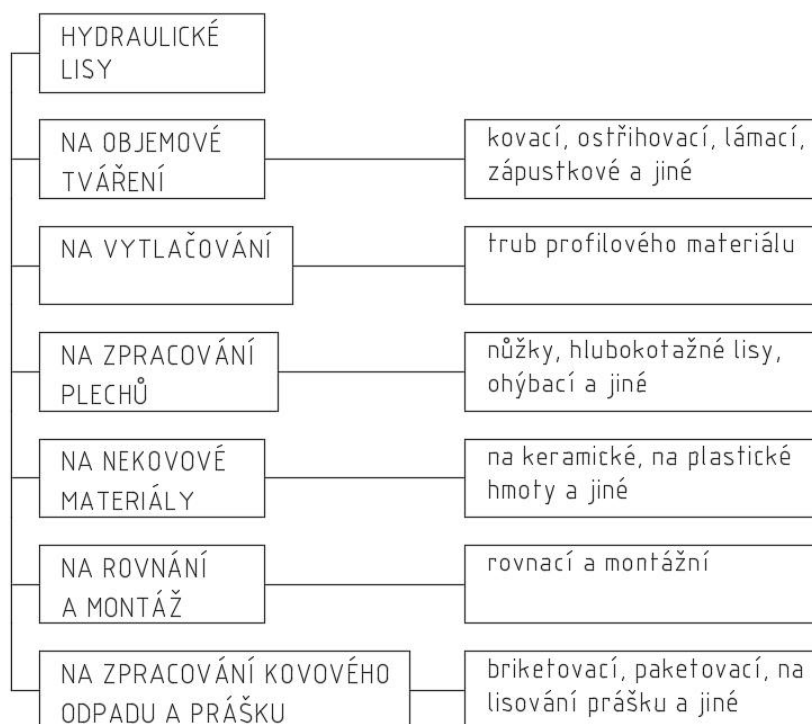 HYDRAULICKÉ
LISY
NA OBJEMOVÉ
TVÁŘENÍ
kovací, ostřihovací, lámací,
zápustkové a jiné
NA VYTLAČOVÁNÍ
trub profilového materiálu
NA ZPRACOVÁNÍ
PLECHŮ
nůžky, hlubokotažné lisy,
ohýbací a jiné
NA NEKOVOVÉ
MATERIÁLY
na keramické, na plastické
hmoty a jiné
NA ROVNÁNÍ
A MONTÁŽ
rovnací a montážní
NA ZPRACOVÁNÍ KOVOVÉHO
ODPADU A PRÁŠKU
briketovací, paketovací, na
lisování prášku a jiné